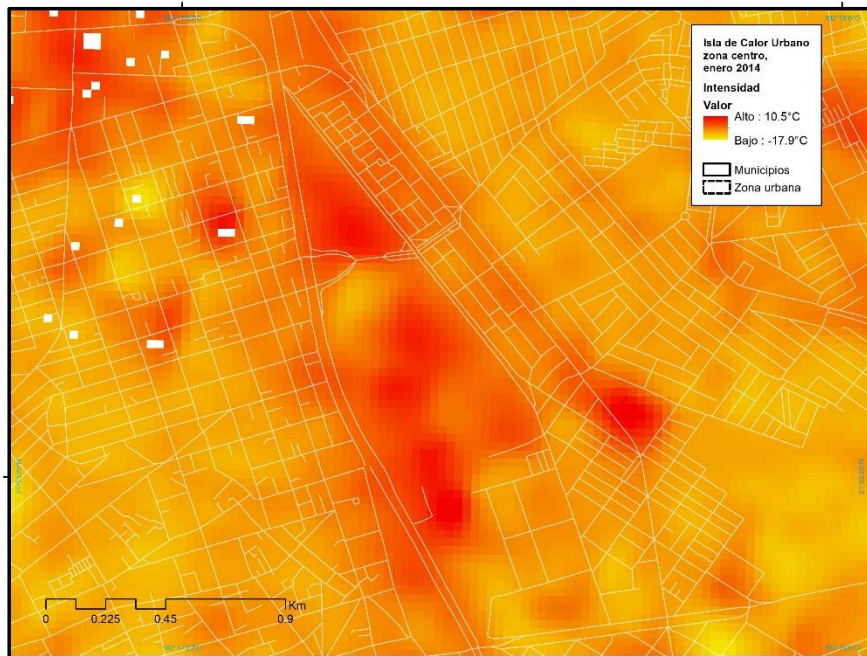 Isla de Calor Urbano
zona centro,
enero 2014
Intensidad
Valor
Alto : 10.5°C
Bajo : -17.9°C
Municipios
Zona urbana
Km
0
0.225
0.45
0.9